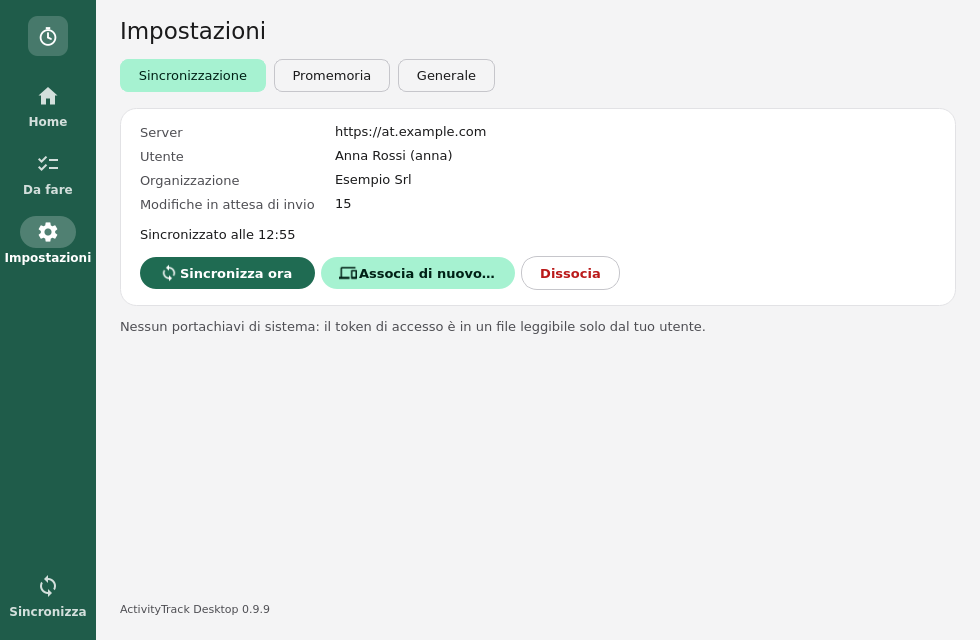 Impostazioni
Sincronizzazione
Promemoria
Generale
Home
Da fare
Impostazioni
Server
https://at.example.com
Utente
Anna Rossi (anna)
Organizzazione
Esempio Srl
Modifiche in attesa di invio
15
Sincronizzato alle 12:55
Sincronizza ora
Associa di nuovo…
Dissocia
Nessun portachiavi di sistema: il token di accesso è in un file leggibile solo dal tuo utente.
Sincronizza
ActivityTrack Desktop 0.9.9